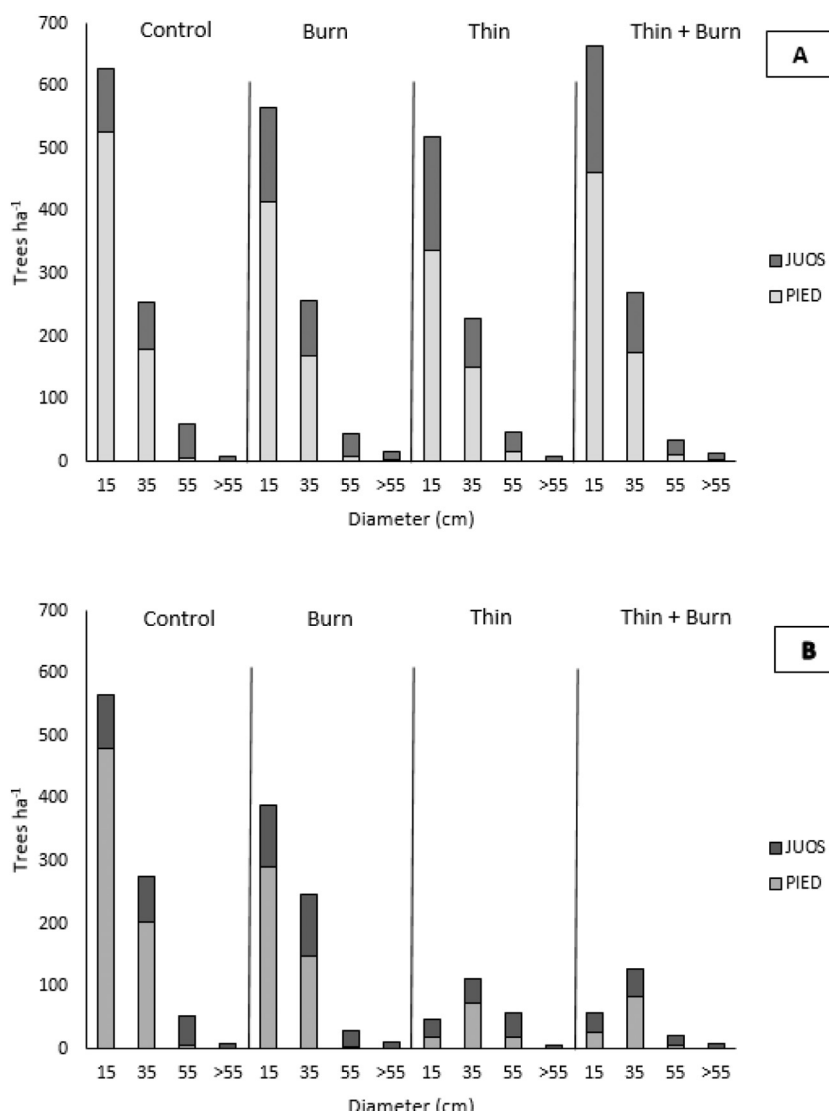 700
Control Burn Thin Thin + Burn
A
600
500
400
300
200
100
0
Trees ha⁻¹
JUOS
PIED
15 35 55 >55 15 35 55 >55 15 35 55 >55 15 35 55 >55
Diameter (cm)
700
Control Burn Thin Thin + Burn
B
600
500
400
300
200
100
0
Trees ha⁻¹
JUOS
PIED
15 35 55 >55 15 35 55 >55 15 35 55 >55 15 35 55 >55
Diameter (cm)